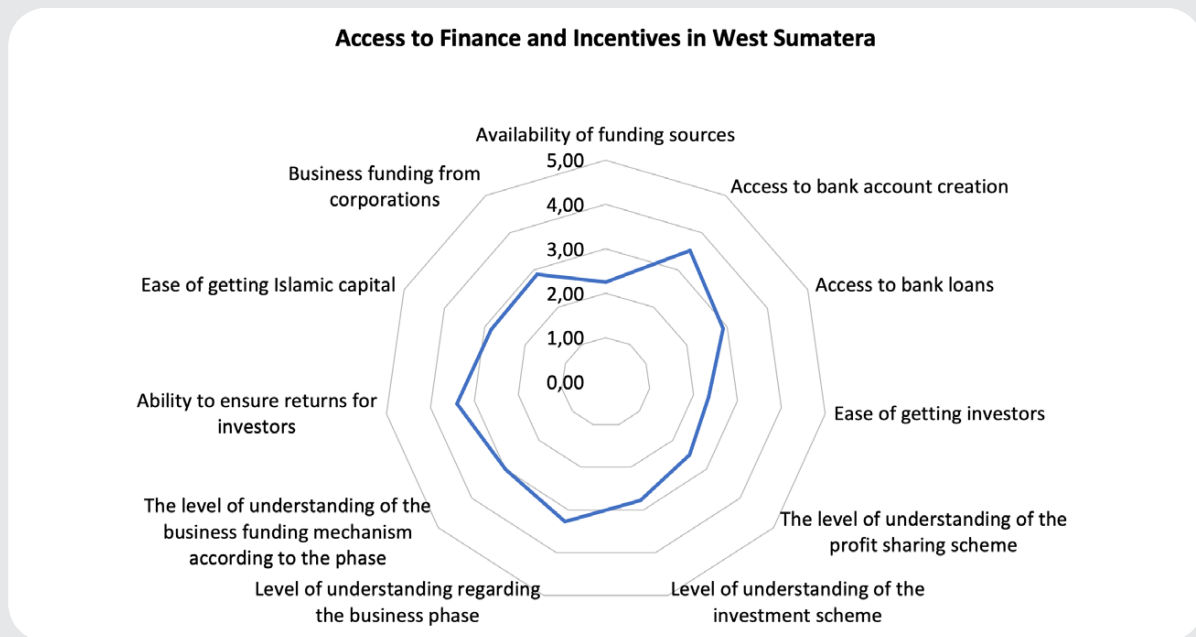 Access to Finance and Incentives in West Sumatera
Availability of funding sources
5,00
4,00
3,00
2,00
1,00
0,00
Access to bank account creation
Access to bank loans
Ease of getting investors
The level of understanding of the
profit sharing scheme
Level of understanding of the
investment scheme
Level of understanding regarding
the business phase
The level of understanding of the
business funding mechanism
according to the phase
Ability to ensure returns for
investors
Ease of getting Islamic capital
Business funding from
corporations